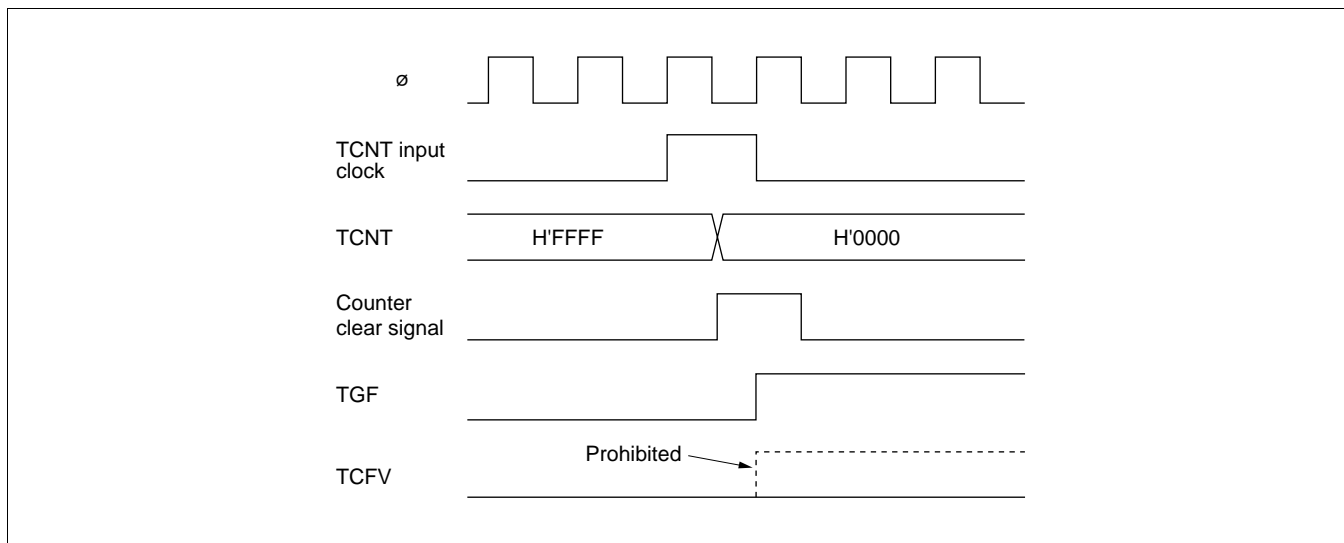 ø
TCNT input
clock
TCNT
H'FFFF
H'0000
Counter
clear signal
TGF
Prohibited
TCFV